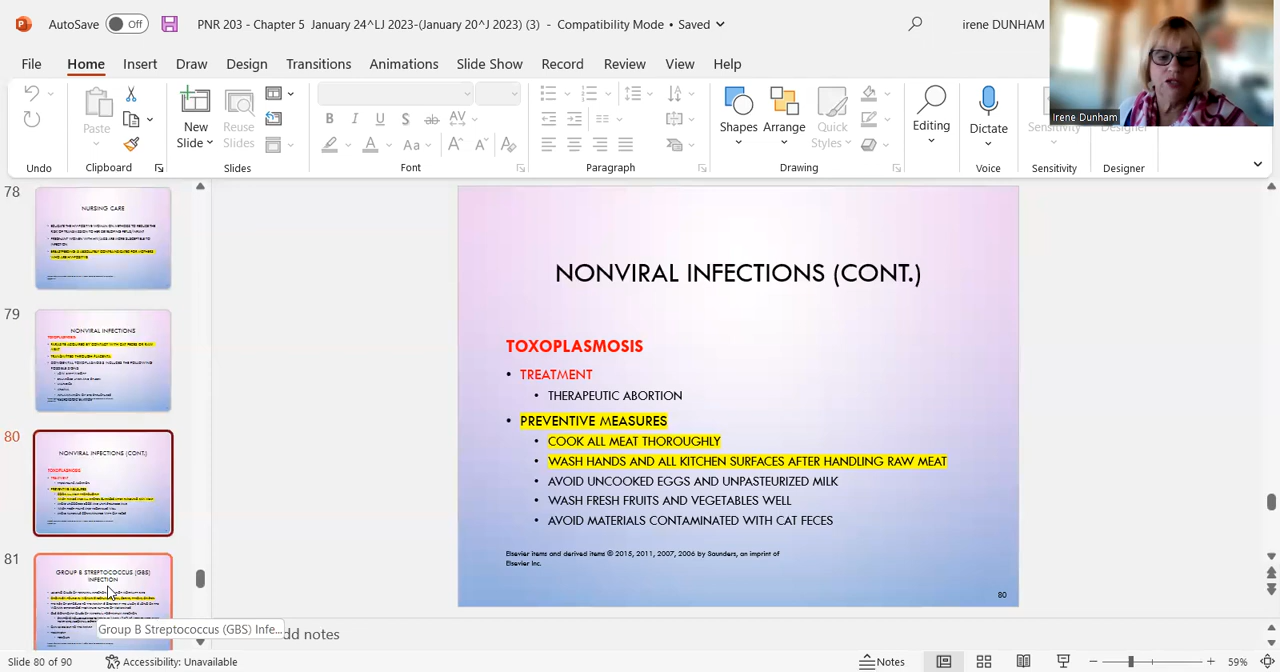 AutoSave Off PNR 203 - Chapter 5 January 24^LJ 2023-(January 20^J 2023) (3) - Compatibility Mode • Saved irene DUNHAM
File Home Insert Draw Design Transitions Animations Slide Show Record Review View Help
Irene Dunham
Paste New Slide Reuse Slides Shapes Arrange Quick Styles Editing Dictate Sensitivity Designer
Undo Clipboard Slides Font Paragraph Drawing Voice Sensitivity Designer
78
NURSING CARE
79
NONVIRAL INFECTIONS
TOXOPLASMOSIS
80
NONVIRAL INFECTIONS (CONT.)
TOXOPLASMOSIS
81
GROUP B STREPTOCOCCUS (GBS)
INFECTION
Group B Streptococcus (GBS) Infe...
NONVIRAL INFECTIONS (CONT.)
TOXOPLASMOSIS
• TREATMENT
• THERAPEUTIC ABORTION
• PREVENTIVE MEASURES
• COOK ALL MEAT THOROUGHLY
• WASH HANDS AND ALL KITCHEN SURFACES AFTER HANDLING RAW MEAT
• AVOID UNCOOKED EGGS AND UNPASTEURIZED MILK
• WASH FRESH FRUITS AND VEGETABLES WELL
• AVOID MATERIALS CONTAMINATED WITH CAT FECES
Elsevier items and derived items © 2015, 2011, 2007, 2006 by Saunders, an imprint of
Elsevier Inc.
80
dd notes
Slide 80 of 90 Accessibility: Unavailable Notes 59%